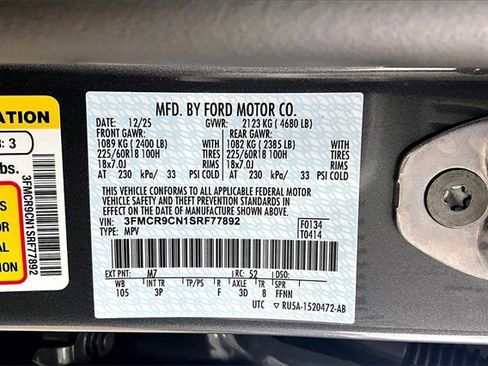 ATION
: 3
bs.
3FMCR9CN1SRF77892
MFD. BY FORD MOTOR CO.
DATE: 12/25 GVWR: 2123 KG ( 4680 LB)
FRONT GAWR: REAR GAWR:
1089 KG ( 2400 LB) WITH 1082 KG ( 2385 LB) WITH
225/60R18 100H TIRES 225/60R18 100H TIRES
18x7.0J RIMS 18x7.0J RIMS
AT 230 kPa/ 33 PSI COLD AT 230 kPa/ 33 PSI COLD
THIS VEHICLE CONFORMS TO ALL APPLICABLE FEDERAL MOTOR
VEHICLE SAFETY, BUMPER, AND THEFT PREVENTION STANDARDS
IN EFFECT ON THE DATE OF MANUFACTURE SHOWN ABOVE.
VIN: 3FMCR9CN1SRF77892 F0134
TYPE: MPV T0414
EXT PNT: M7 RC: 52 DSO:
WB INT TR TP/PS R AX TR SPR
105 3P F 3D 8 FFNN
UTC RU5A-1520472-AB